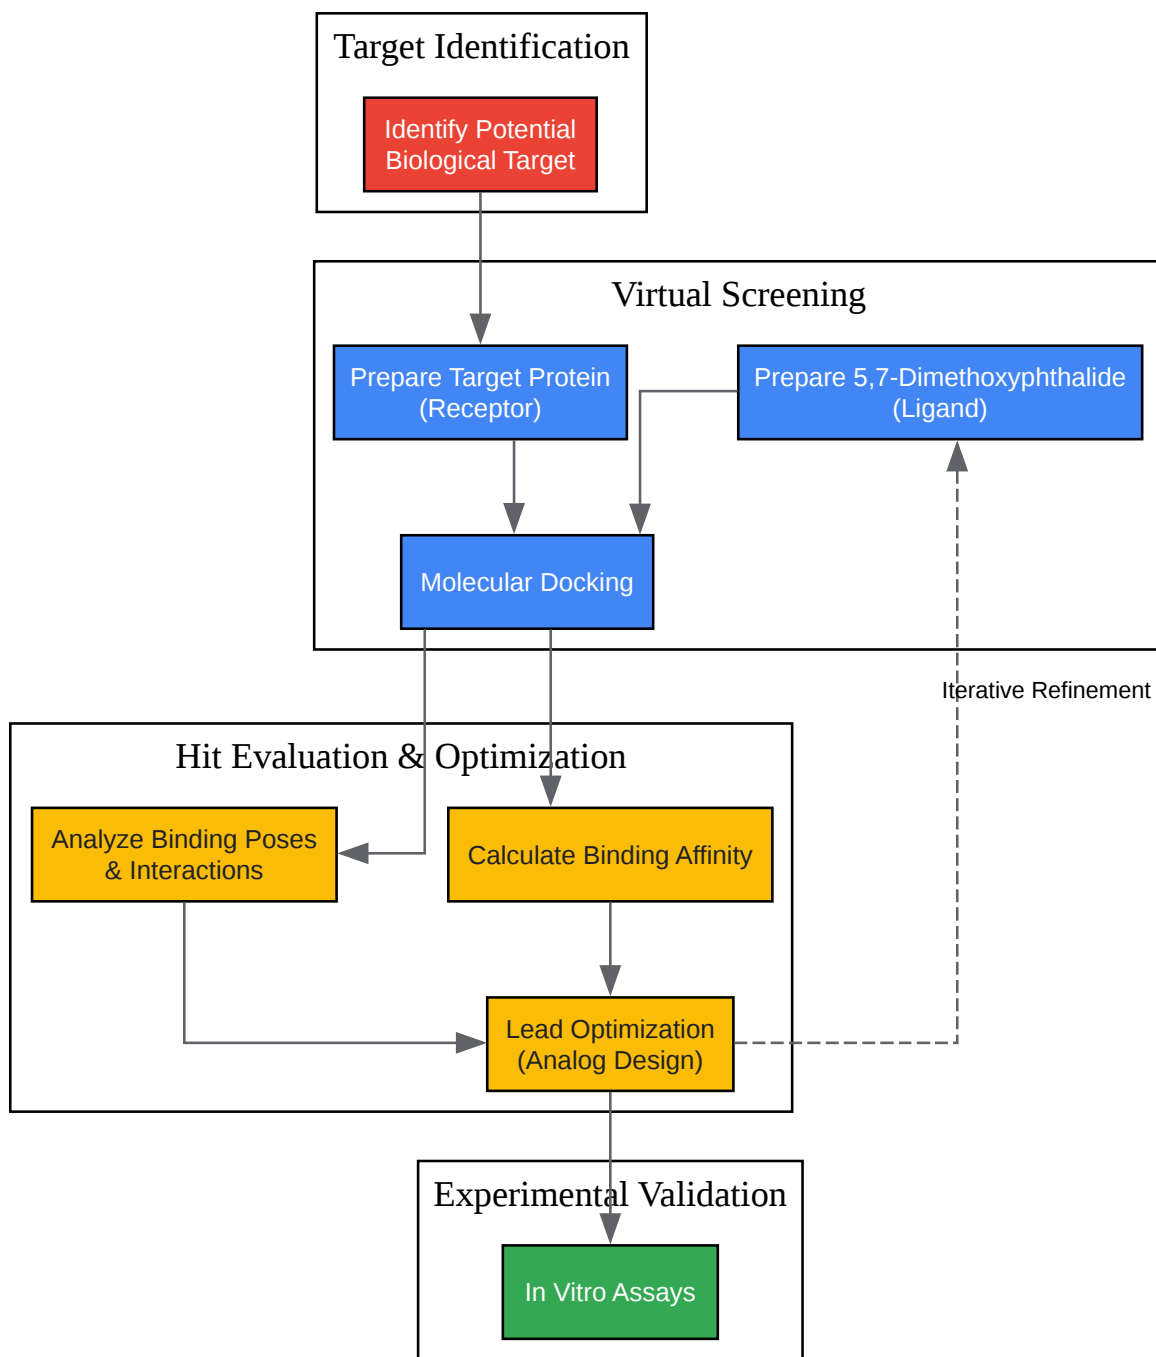 Target Identification
Identify Potential
Biological Target
Virtual Screening
Prepare Target Protein
(Receptor)
Prepare 5,7-Dimethoxyphthalide
(Ligand)
Molecular Docking
Iterative Refinement
Hit Evaluation & Optimization
Analyze Binding Poses
& Interactions
Calculate Binding Affinity
Lead Optimization
(Analog Design)
Experimental Validation
In Vitro Assays